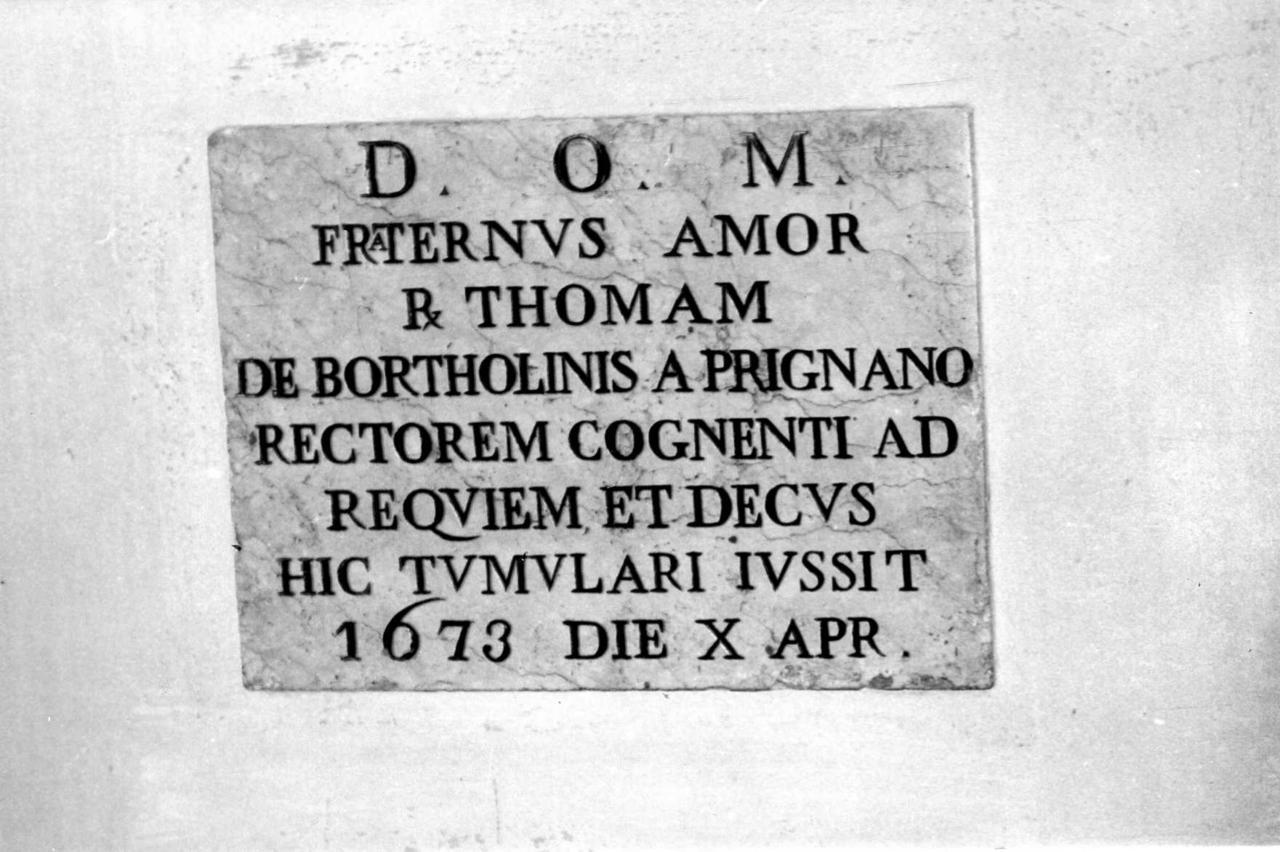 D. O. M.
FRATERNVS AMOR
R THOMAM
DE BORTHOLINIS A PRIGNANO
RECTOREM COGNENTI AD
REQVIEM ET DECVS
HIC TVMVLARI IVSSIT
1673 DIE X APR.